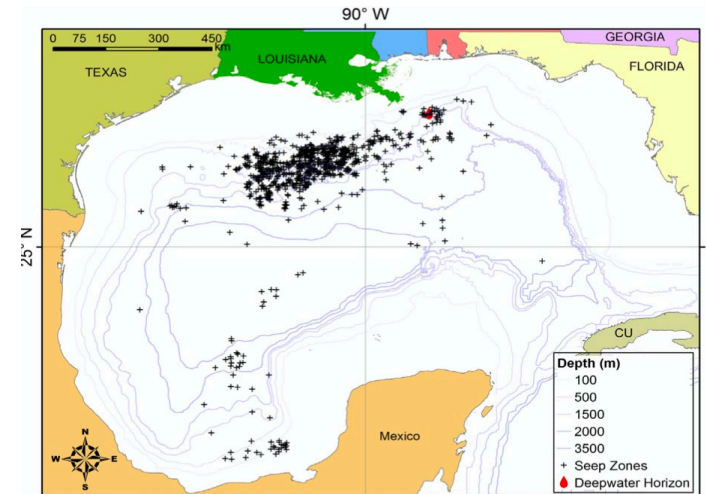 90° W
0 75 150 300 450
km
GEORGIA
LOUISIANA
TEXAS
FLORIDA
25° N
CU
Depth (m)
100
500
1500
2000
3500
Seep Zones
Deepwater Horizon
N
W E
S
Mexico